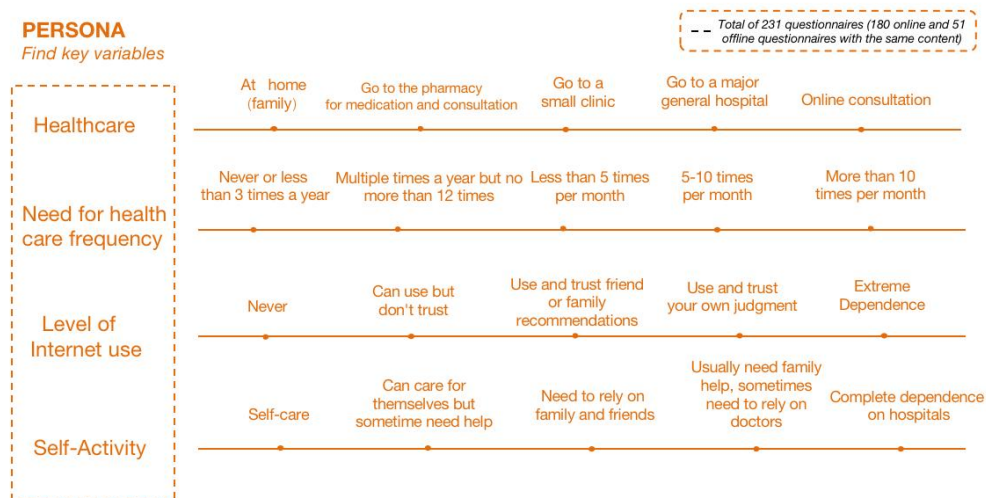 PERSONA
Find key variables
Total of 231 questionnaires (180 online and 51
offline questionnaires with the same content)
Healthcare
At home
(family)
Go to the pharmacy
for medication and consultation
Go to a
small clinic
Go to a major
general hospital
Online consultation
Need for health
care frequency
Never or less
than 3 times a year
Multiple times a year but no
more than 12 times
Less than 5 times
per month
5-10 times
per month
More than 10
times per month
Level of
Internet use
Never
Can use but
don't trust
Use and trust friend
or family
recommendations
Use and trust
your own judgment
Extreme
Dependence
Self-Activity
Self-care
Can care for
themselves but
sometime need help
Need to rely on
family and friends
Usually need family
help, sometimes
need to rely on
doctors
Complete dependence
on hospitals